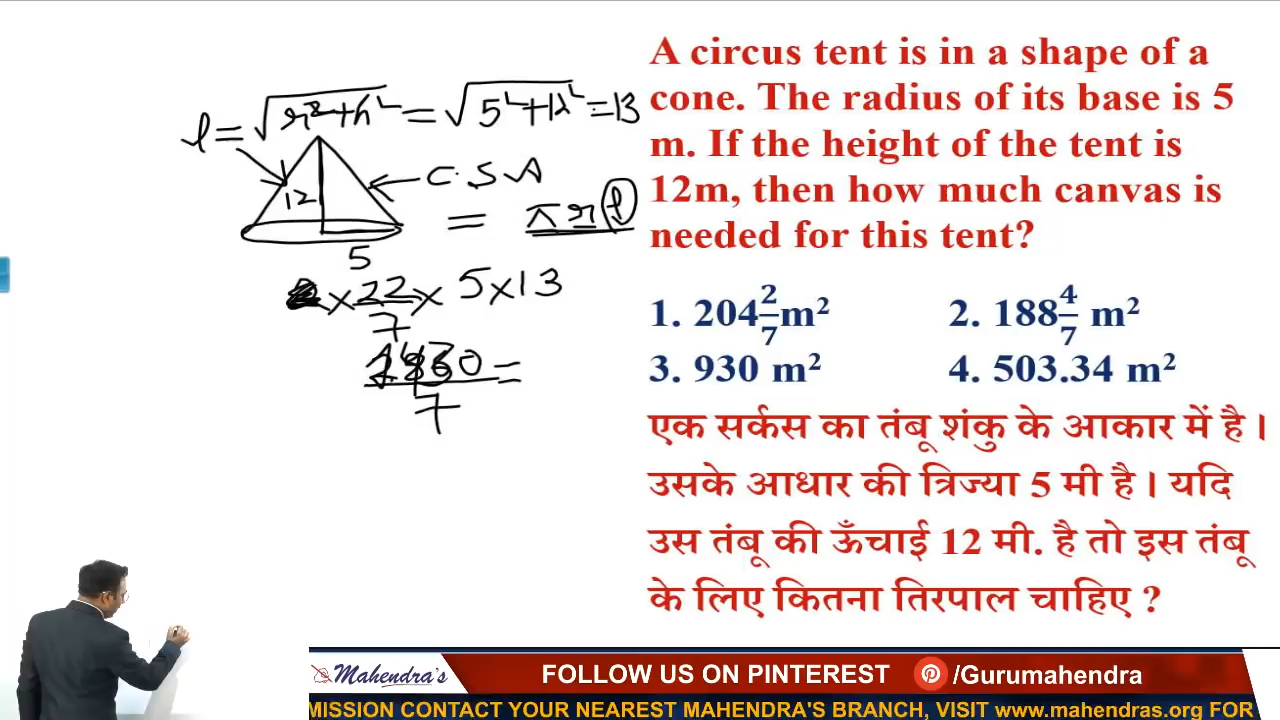 l = √r²+h² = √5²+12² = 13
12
C.S.A
= πrl
5
× 22/7 × 5×13
1430/7 =
A circus tent is in a shape of a
cone. The radius of its base is 5
m. If the height of the tent is
12m, then how much canvas is
needed for this tent?
1. 204 2/7 m² 2. 188 4/7 m²
3. 930 m² 4. 503.34 m²
एक सर्कस का तंबू शंकु के आकार में है।
उसके आधार की त्रिज्या 5 मी है। यदि
उस तंबू की ऊँचाई 12 मी. है तो इस तंबू
के लिए कितना तिरपाल चाहिए ?
Mahendra's
FOLLOW US ON PINTEREST /Gurumahendra
MISSION CONTACT YOUR NEAREST MAHENDRA'S BRANCH, VISIT www.mahendras.org FOR